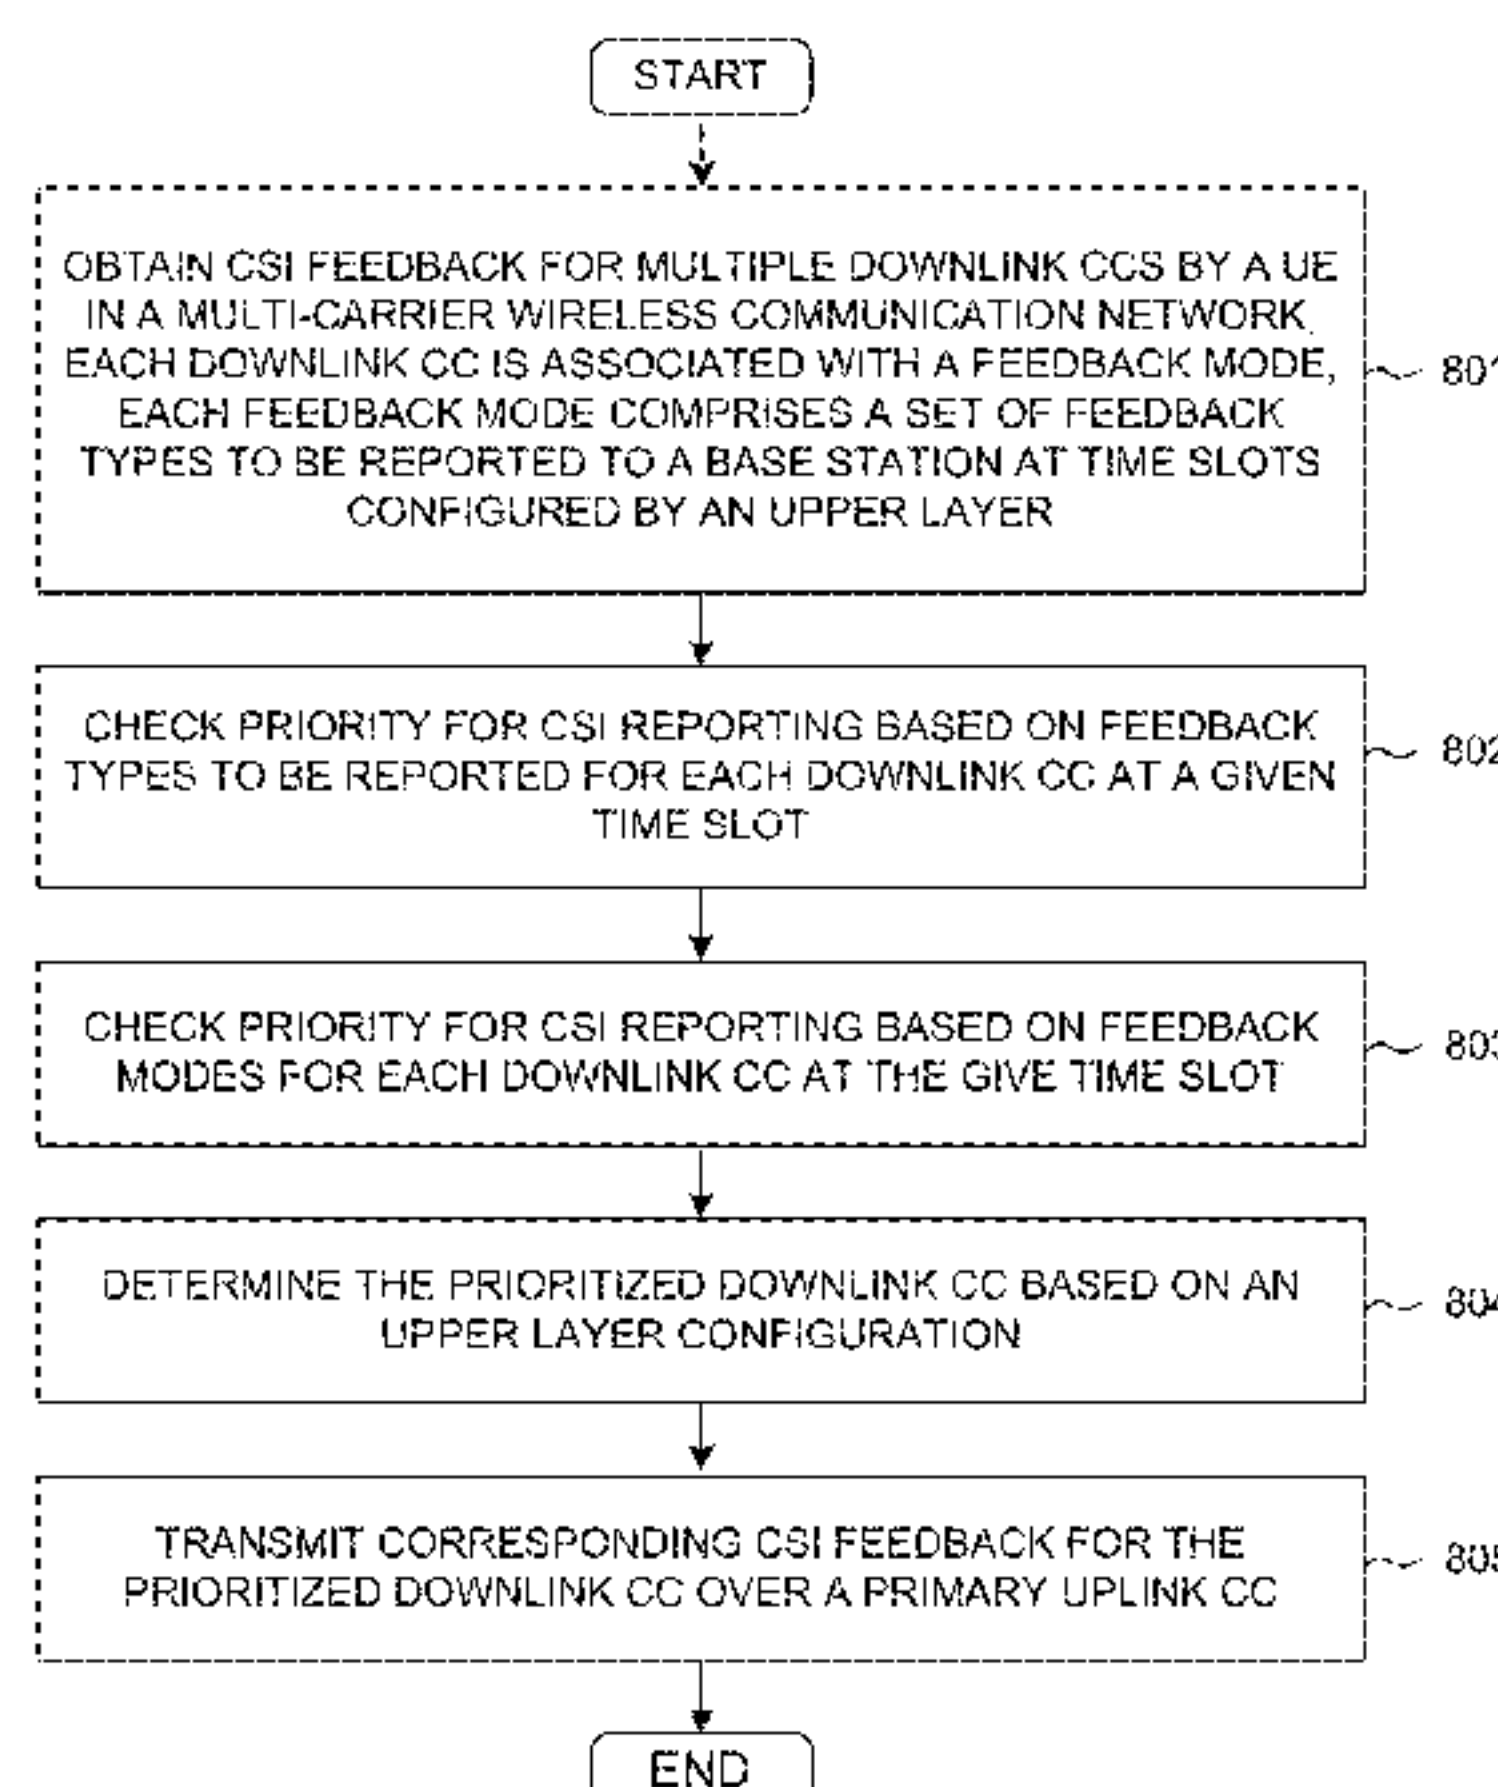 START
OBTAIN CSI FEEDBACK FOR MULTIPLE DOWNLINK CCS BY A UE
IN A MULTI-CARRIER WIRELESS COMMUNICATION NETWORK,
EACH DOWNLINK CC IS ASSOCIATED WITH A FEEDBACK MODE,
EACH FEEDBACK MODE COMPRISES A SET OF FEEDBACK
TYPES TO BE REPORTED TO A BASE STATION AT TIME SLOTS
CONFIGURED BY AN UPPER LAYER
801
CHECK PRIORITY FOR CSI REPORTING BASED ON FEEDBACK
TYPES TO BE REPORTED FOR EACH DOWNLINK CC AT A GIVEN
TIME SLOT
802
CHECK PRIORITY FOR CSI REPORTING BASED ON FEEDBACK
MODES FOR EACH DOWNLINK CC AT THE GIVE TIME SLOT
803
DETERMINE THE PRIORITIZED DOWNLINK CC BASED ON AN
UPPER LAYER CONFIGURATION
804
TRANSMIT CORRESPONDING CSI FEEDBACK FOR THE
PRIORITIZED DOWNLINK CC OVER A PRIMARY UPLINK CC
805
END